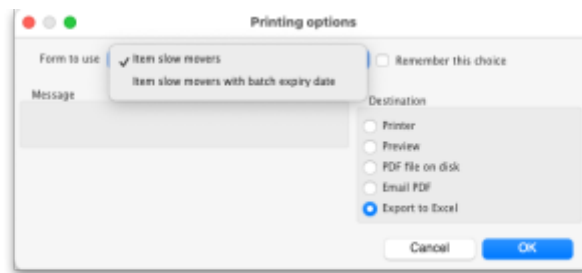 Printing options
Form to use
✓ Item slow movers
Item slow movers with batch expiry date
Remember this choice
Message
Destination
Printer
Preview
PDF file on disk
Email PDF
Export to Excel
Cancel
OK